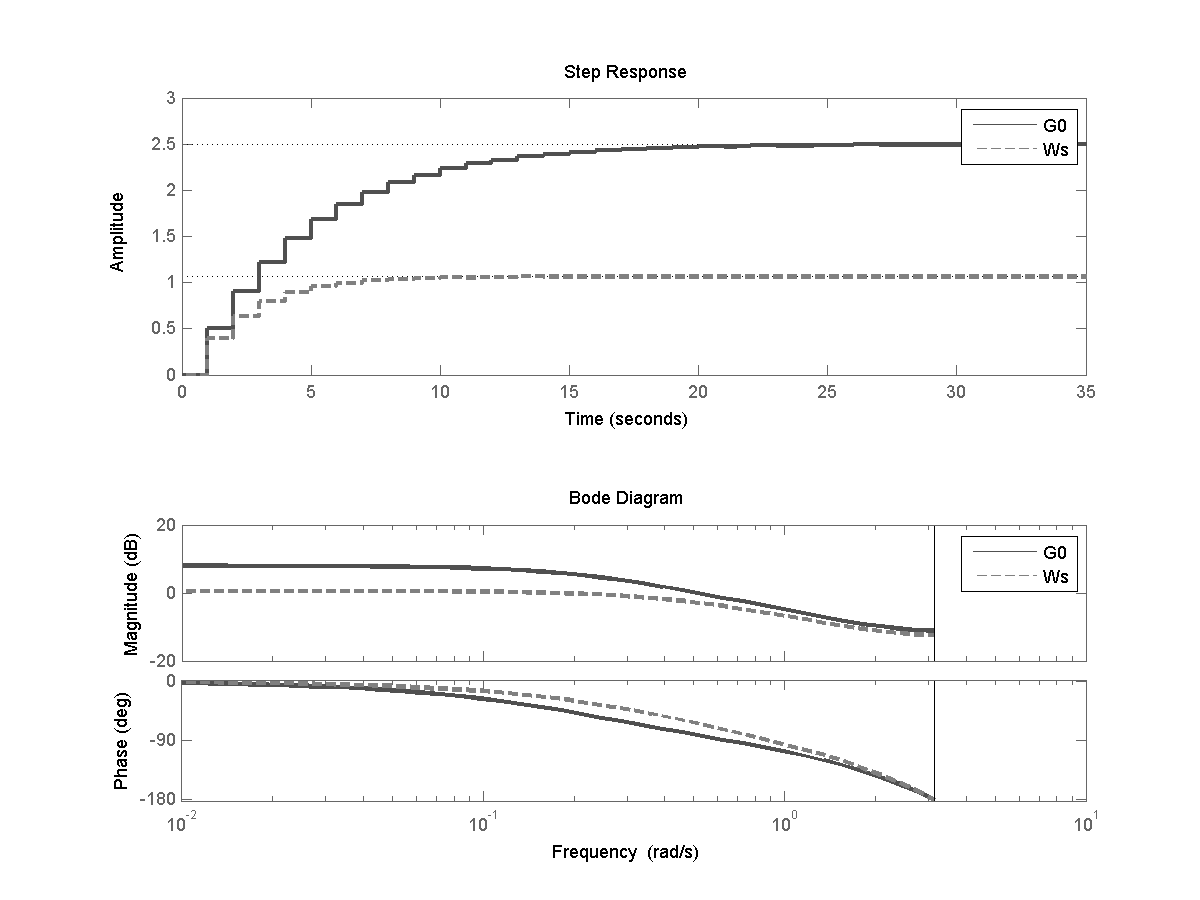 Step Response
3
2.5
2
1.5
1
0.5
0
Amplitude
G0
Ws
0 5 10 15 20 25 30 35
Time (seconds)
Bode Diagram
20
0
-20
Magnitude (dB)
G0
Ws
0
-90
-180
Phase (deg)
10^-2 10^-1 10^0 10^1
Frequency (rad/s)